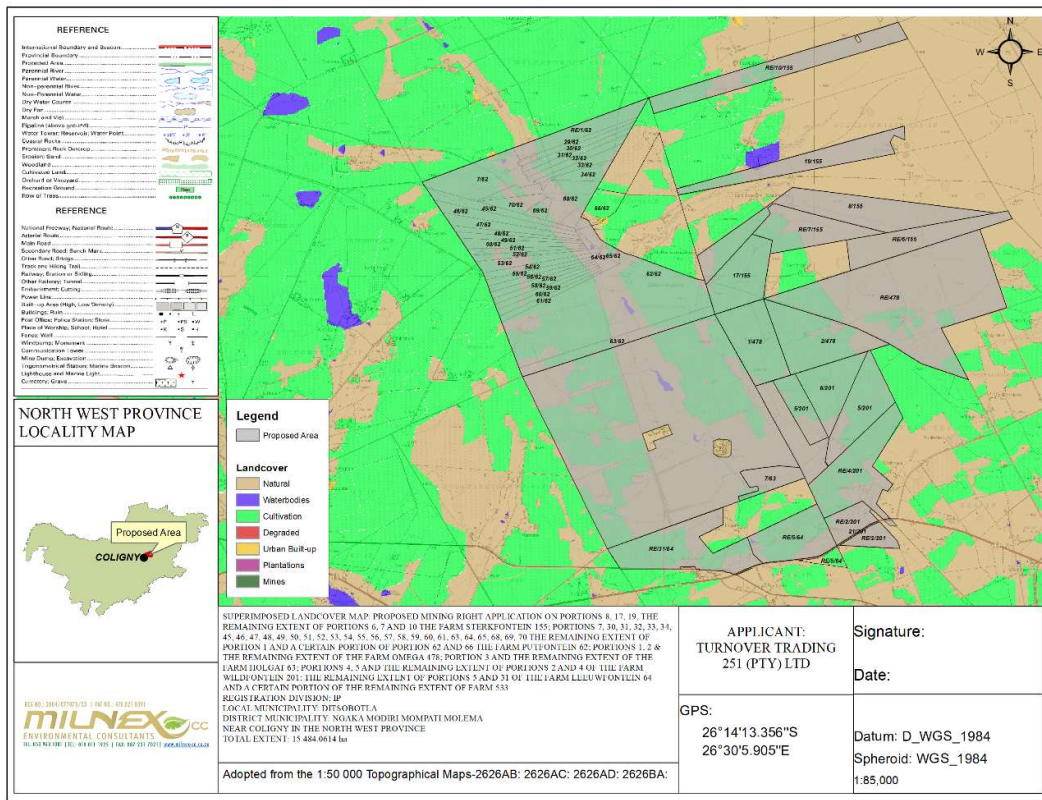 REFERENCE
International Boundary and Beacon
Provincial Boundary
Protected Area
Perennial River
Perennial Water
Non-perennial River
Non-Perennial Water
Dry Water Course
Dry Pan
Marsh and Vlei
Pipeline (above ground)
Water Tower; Reservoir; Water Point
Coastal Rocks
Prominent Rock Outcrop
Erosion; Sand
Woodland
Cultivated Land
Orchard or Vineyard
Recreation Ground
Row of Trees
REFERENCE
National Freeway; National Route
Arterial Route
Main Road
Secondary Road; Bench Mark
Other Road; Bridge
Track and Hiking Trail
Railway; Station or Siding
Other Railway; Tunnel
Embankment; Cutting
Power Line
Built-up Area (High, Low Density)
Buildings; Ruin
Post Office; Police Station; Store
Place of Worship; School; Hotel
Fence; Wall
Windpump; Monument
Communication Tower
Mine Dump; Excavation
Trigonometrical Station; Marine Beacon
Lighthouse and Marine Light
Cemetery; Grave
NORTH WEST PROVINCE
LOCALITY MAP
Proposed Area
COLIGNY
MILNEX CC
ENVIRONMENTAL CONSULTANTS
N
W
E
S
RE/10/155
RE/1/62
29/62
30/62
31/62
32/62
33/62
34/62
19/155
7/62
68/62
70/62
69/62
45/62
46/62
66/62
8/155
47/62
RE/7/155
48/62
49/62
RE/6/155
51/62
52/62
53/62
64/62
65/62
54/62
62/62
17/155
57/62
60/62
61/62
RE/478
63/62
1/478
2/478
6/201
5/201
5/201
RE/4/201
7/63
RE/2/201
21/201
RE/31/64
RE/5/64
RE/5/64
Legend
Proposed Area
Landcover
Natural
Waterbodies
Cultivation
Degraded
Urban Built-up
Plantations
Mines
SUPERIMPOSED LANDCOVER MAP: PROPOSED MINING RIGHT APPLICATION ON PORTIONS 8, 17, 19, THE
REMAINING EXTENT OF PORTIONS 6, 7 AND 10 THE FARM STERKFONTEIN 155; PORTIONS 7, 30, 31, 32, 33, 34,
45, 46, 47, 48, 49, 50, 51, 52, 53, 54, 55, 56, 57, 58, 59, 60, 61, 63, 64, 65, 68, 69, 70 THE REMAINING EXTENT OF
PORTION 1 AND A CERTAIN PORTION OF PORTION 62 AND 66 THE FARM PUTFONTEIN 62; PORTIONS 1, 2 &
THE REMAINING EXTENT OF THE FARM OMEGA 478; PORTION 3 AND THE REMAINING EXTENT OF THE
FARM HOLGAT 63; PORTIONS 4, 5 AND THE REMAINING EXTENT OF PORTIONS 2 AND 4 OF THE FARM
WILDFONTEIN 201; THE REMAINING EXTENT OF PORTIONS 5 AND 31 OF THE FARM LEEUWFONTEIN 64
AND A CERTAIN PORTION OF THE REMAINING EXTENT OF FARM 533
REGISTRATION DIVISION: IP
LOCAL MUNICIPALITY: DITSOBOTLA
DISTRICT MUNICIPALITY: NGAKA MODIRI MOMPATI MOLEMA
NEAR COLIGNY IN THE NORTH WEST PROVINCE
TOTAL EXTENT: 15 484.0614 ha
Adopted from the 1:50 000 Topographical Maps-2626AB: 2626AC: 2626AD: 2626BA:
APPLICANT:
TURNOVER TRADING
251 (PTY) LTD
GPS:
26°14'13.356"S
26°30'5.905"E
Signature:
Date:
Datum: D_WGS_1984
Spheroid: WGS_1984
1:85,000